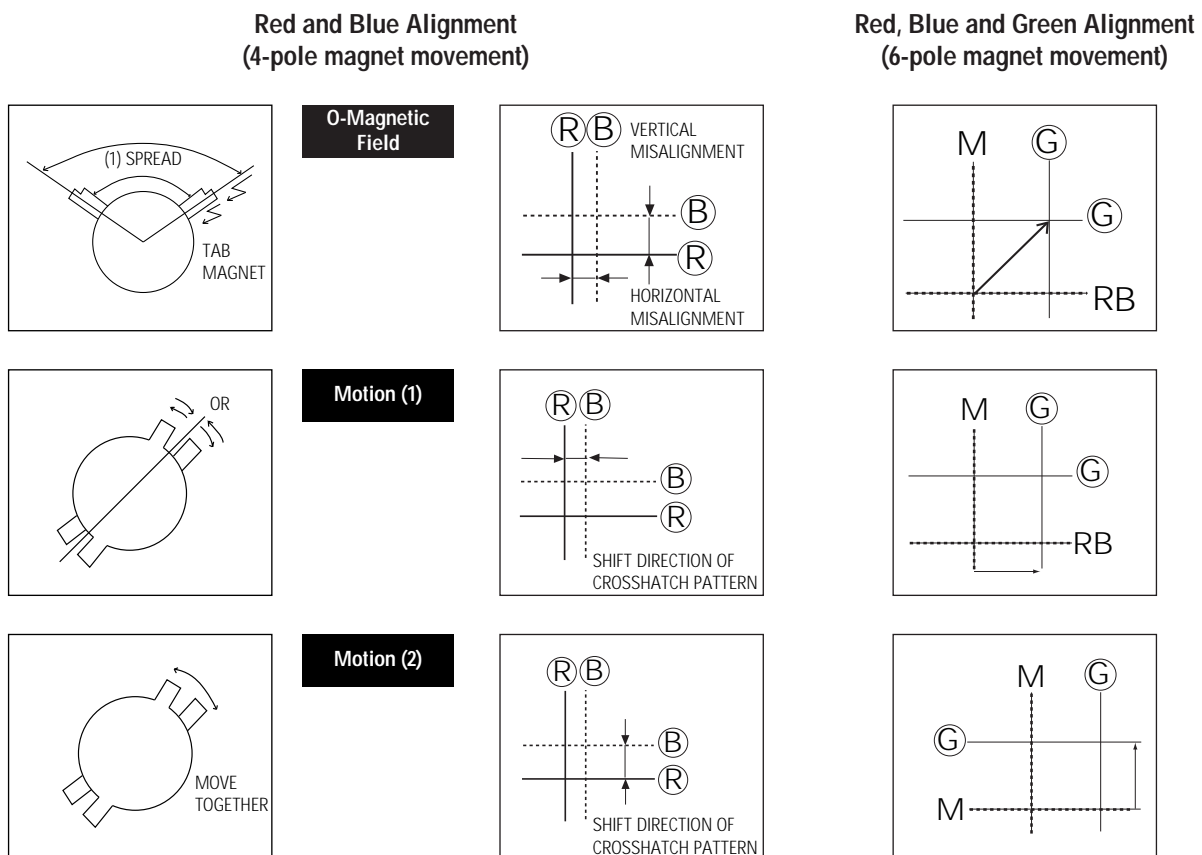 Red and Blue Alignment
(4-pole magnet movement)
Red, Blue and Green Alignment
(6-pole magnet movement)
(1) SPREAD
TAB
MAGNET
O-Magnetic
Field
R B
VERTICAL
MISALIGNMENT
B
R
HORIZONTAL
MISALIGNMENT
M G
G
RB
OR
Motion (1)
R B
B
R
SHIFT DIRECTION OF
CROSSHATCH PATTERN
M G
G
RB
MOVE
TOGETHER
Motion (2)
R B
B
R
SHIFT DIRECTION OF
CROSSHATCH PATTERN
M G
G
M